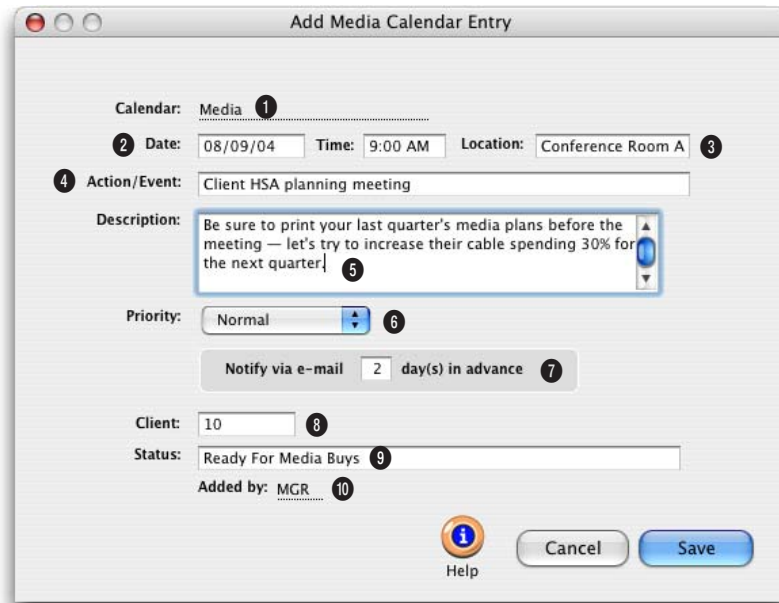 Add Media Calendar Entry
Calendar: Media 1
2 Date: 08/09/04 Time: 9:00 AM Location: Conference Room A 3
4 Action/Event: Client HSA planning meeting
Description: Be sure to print your last quarter's media plans before the
meeting — let's try to increase their cable spending 30% for
the next quarter. 5
Priority: Normal 6
Notify via e-mail 2 day(s) in advance 7
Client: 10 8
Status: Ready For Media Buys 9
Added by: MGR 10
Help Cancel Save